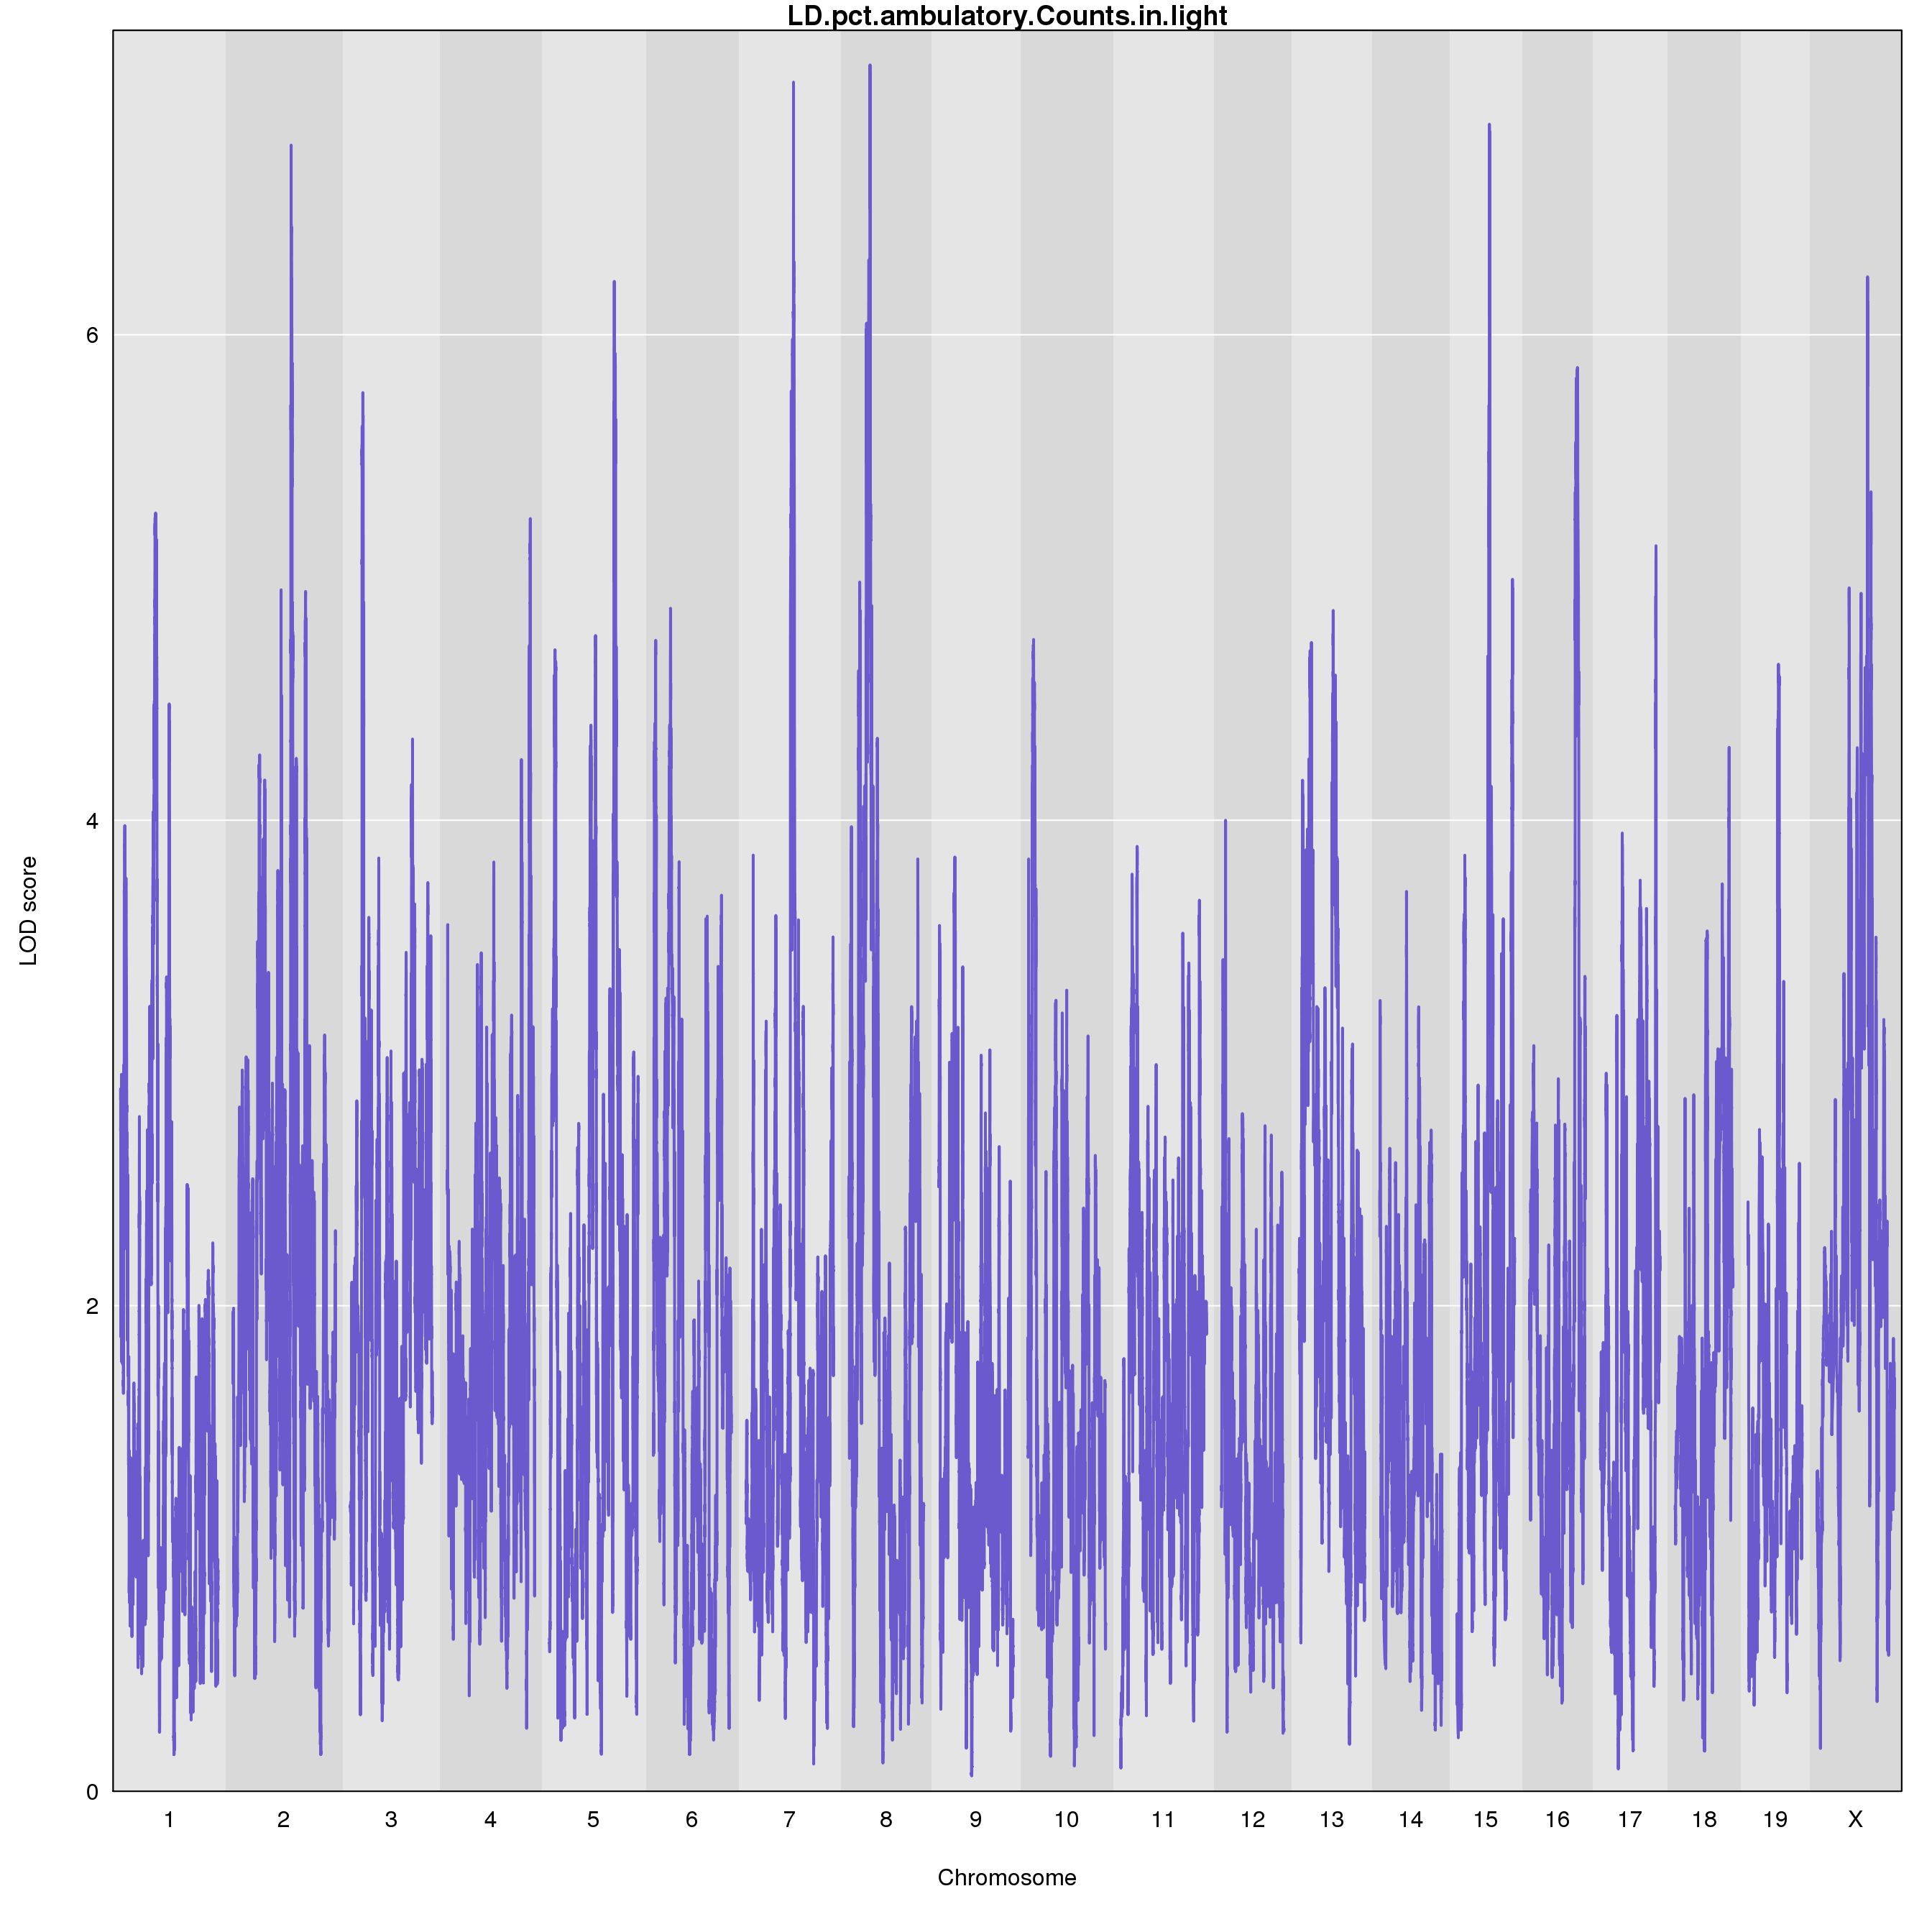 LD.pct.ambulatory.Counts.in.light
6
4
2
0
LOD score
1 2 3 4 5 6 7 8 9 10 11 12 13 14 15 16 17 18 19 X
Chromosome